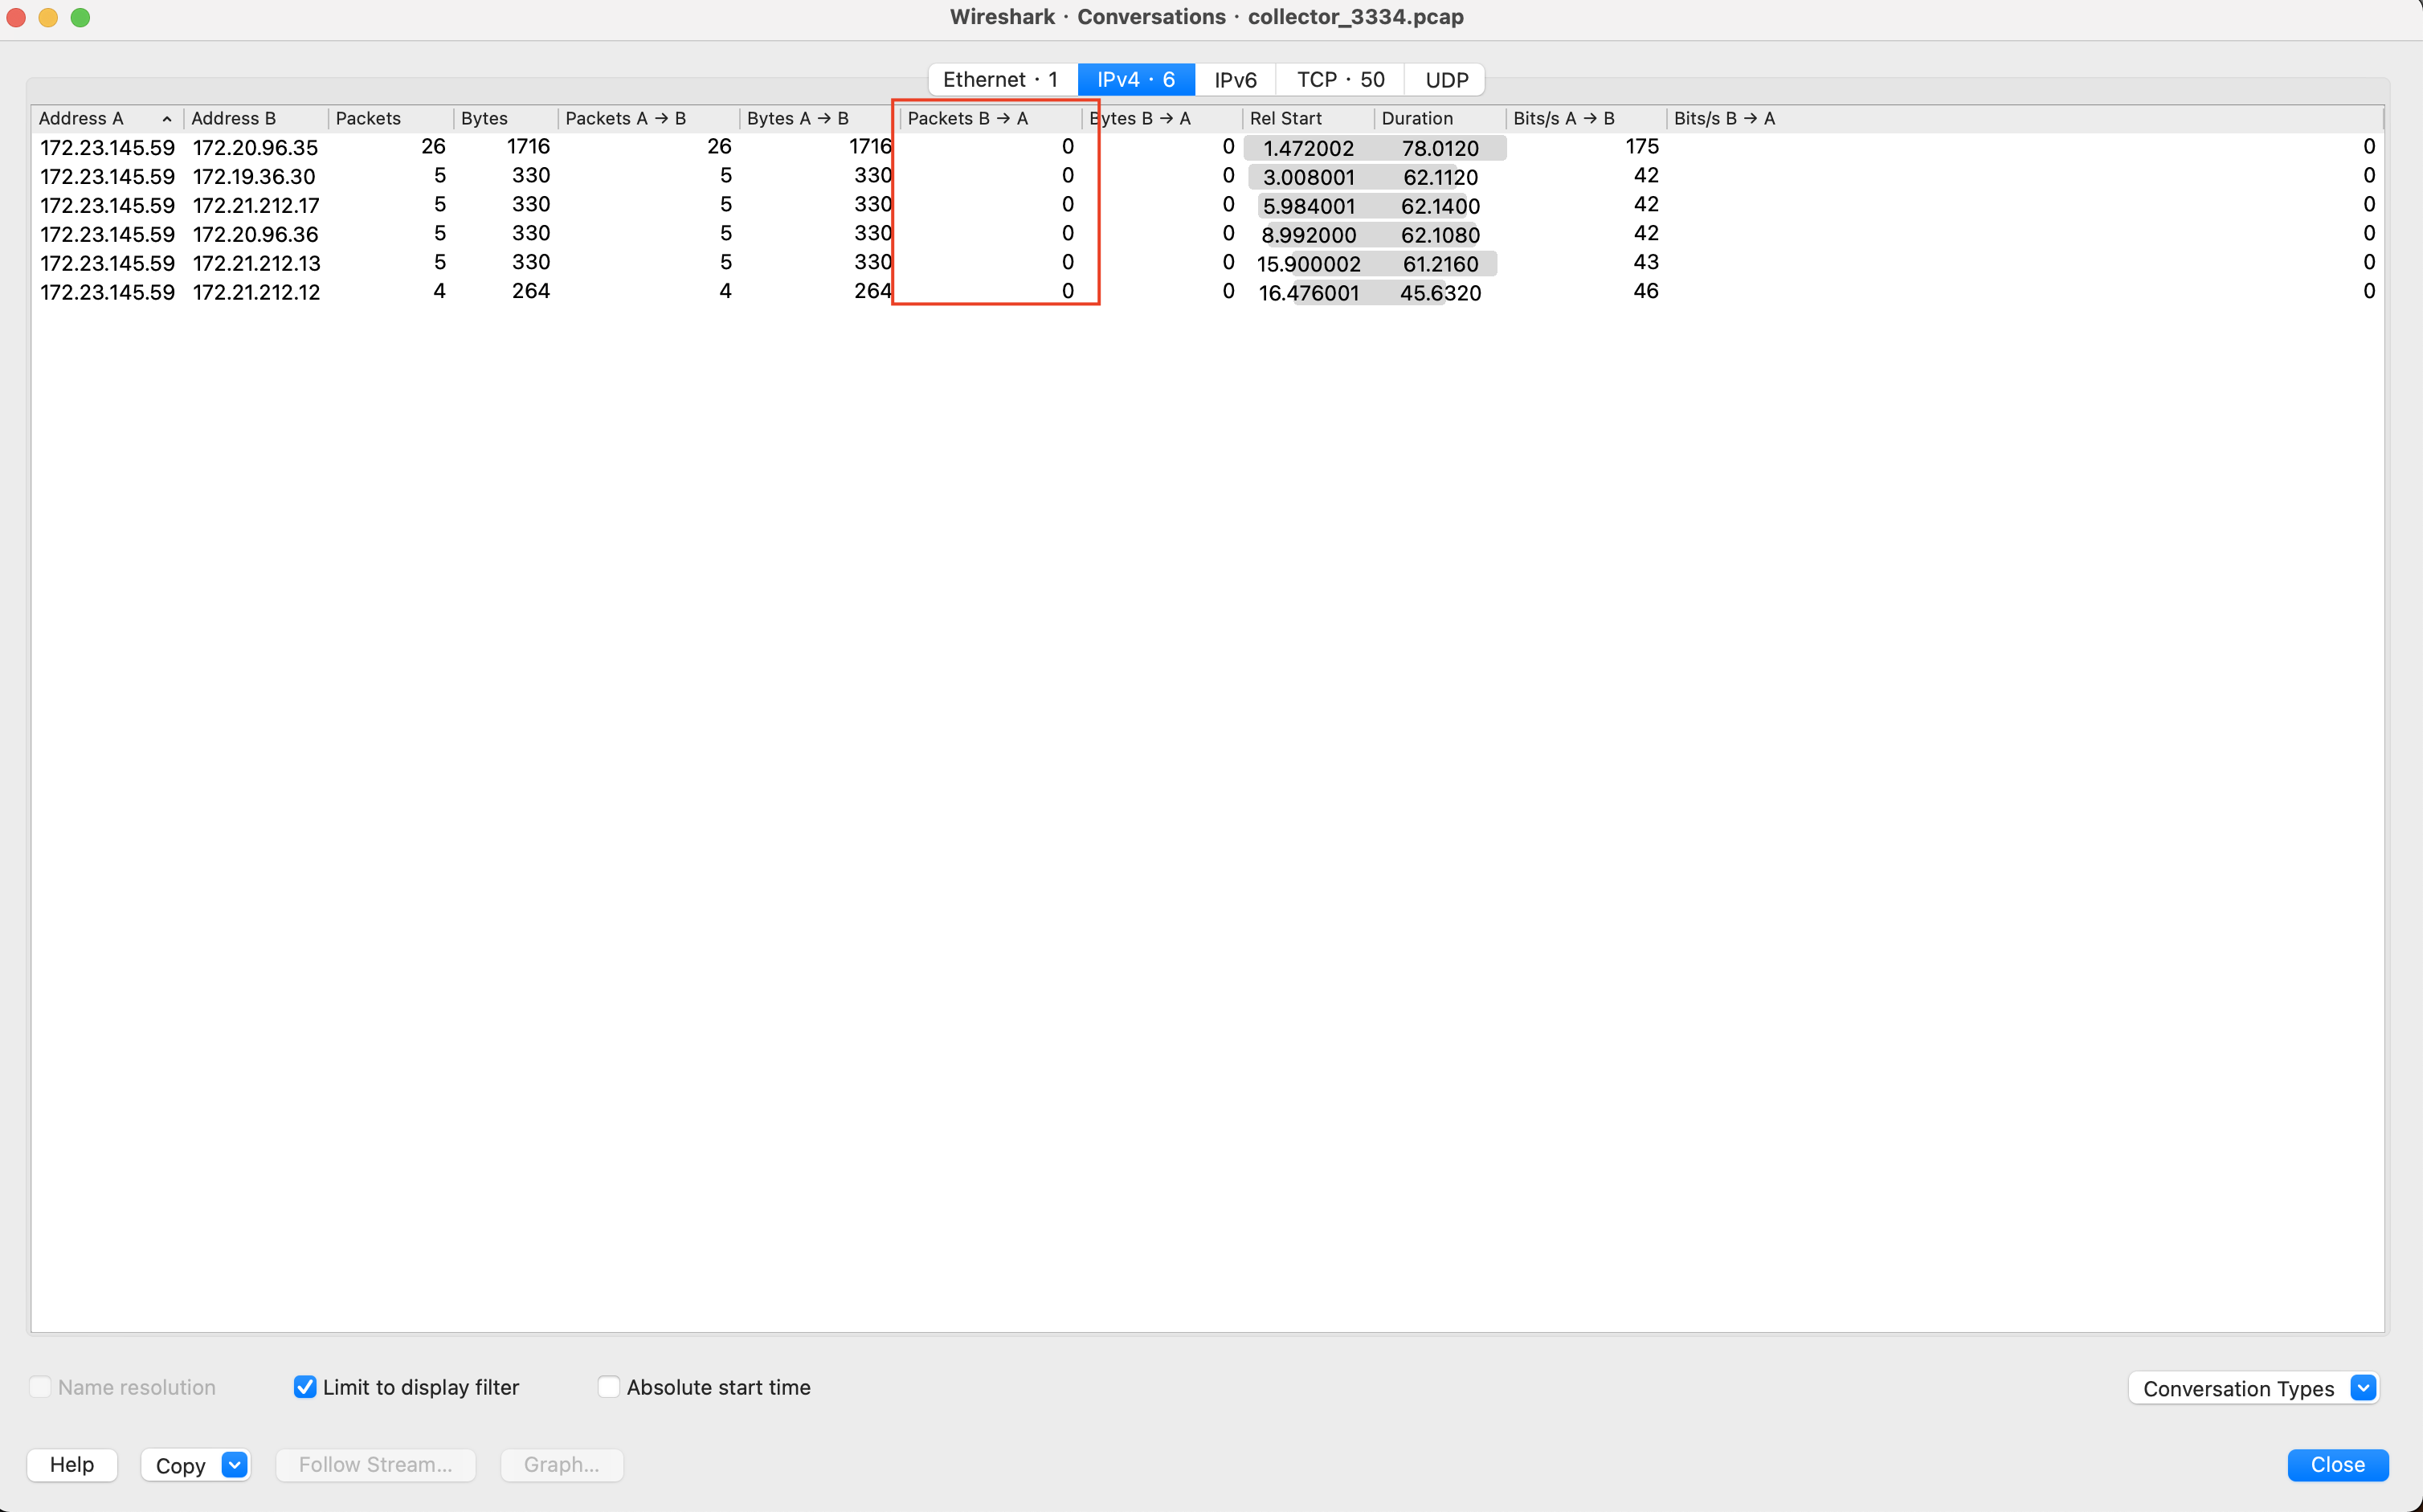 Wireshark · Conversations · collector_3334.pcap
Ethernet · 1 IPv4 · 6 IPv6 TCP · 50 UDP
Address A Address B Packets Bytes Packets A → B Bytes A → B Packets B → A Bytes B → A Rel Start Duration Bits/s A → B Bits/s B → A
172.23.145.59 172.20.96.35 26 1716 26 1716 0 0 1.472002 78.0120 175 0
172.23.145.59 172.19.36.30 5 330 5 330 0 0 3.008001 62.1120 42 0
172.23.145.59 172.21.212.17 5 330 5 330 0 0 5.984001 62.1400 42 0
172.23.145.59 172.20.96.36 5 330 5 330 0 0 8.992000 62.1080 42 0
172.23.145.59 172.21.212.13 5 330 5 330 0 0 15.900002 61.2160 43 0
172.23.145.59 172.21.212.12 4 264 4 264 0 0 16.476001 45.6320 46 0
Name resolution Limit to display filter Absolute start time Conversation Types
Help Copy Follow Stream... Graph... Close